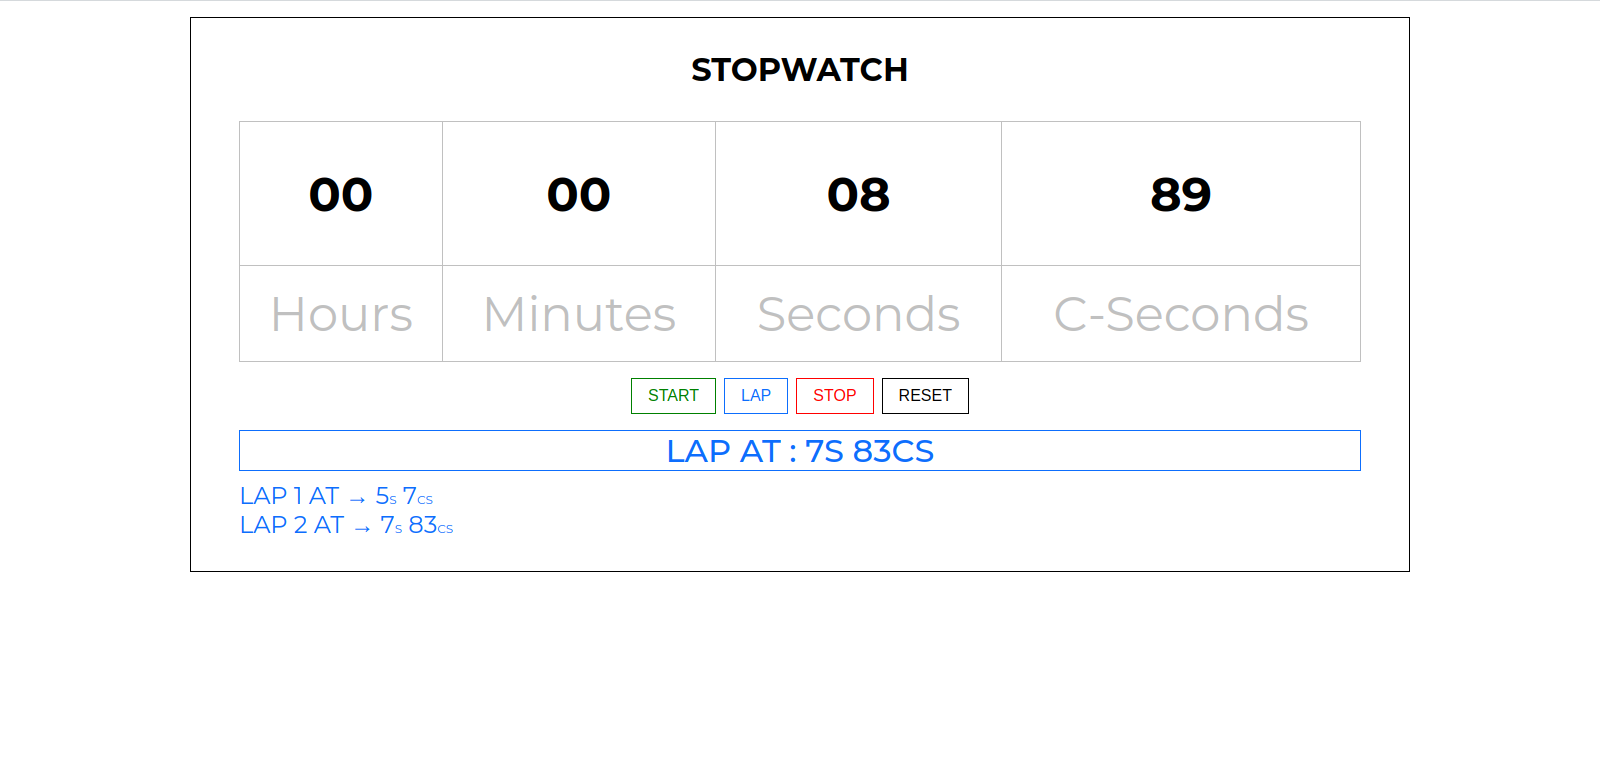 STOPWATCH
00 00 08 89
Hours Minutes Seconds C-Seconds
START LAP STOP RESET
LAP AT : 7S 83CS
LAP 1 AT → 5S 7CS
LAP 2 AT → 7S 83CS